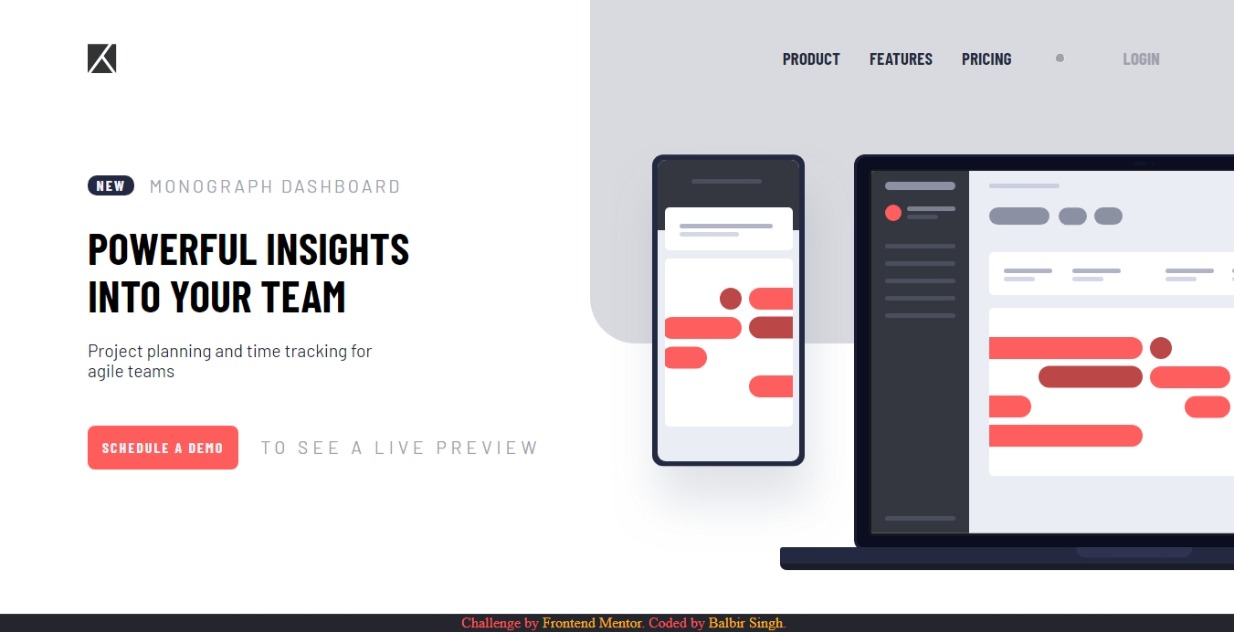 PRODUCT FEATURES PRICING LOGIN
NEW MONOGRAPH DASHBOARD
POWERFUL INSIGHTS
INTO YOUR TEAM
Project planning and time tracking for
agile teams
SCHEDULE A DEMO TO SEE A LIVE PREVIEW
Challenge by Frontend Mentor. Coded by Balbir Singh.